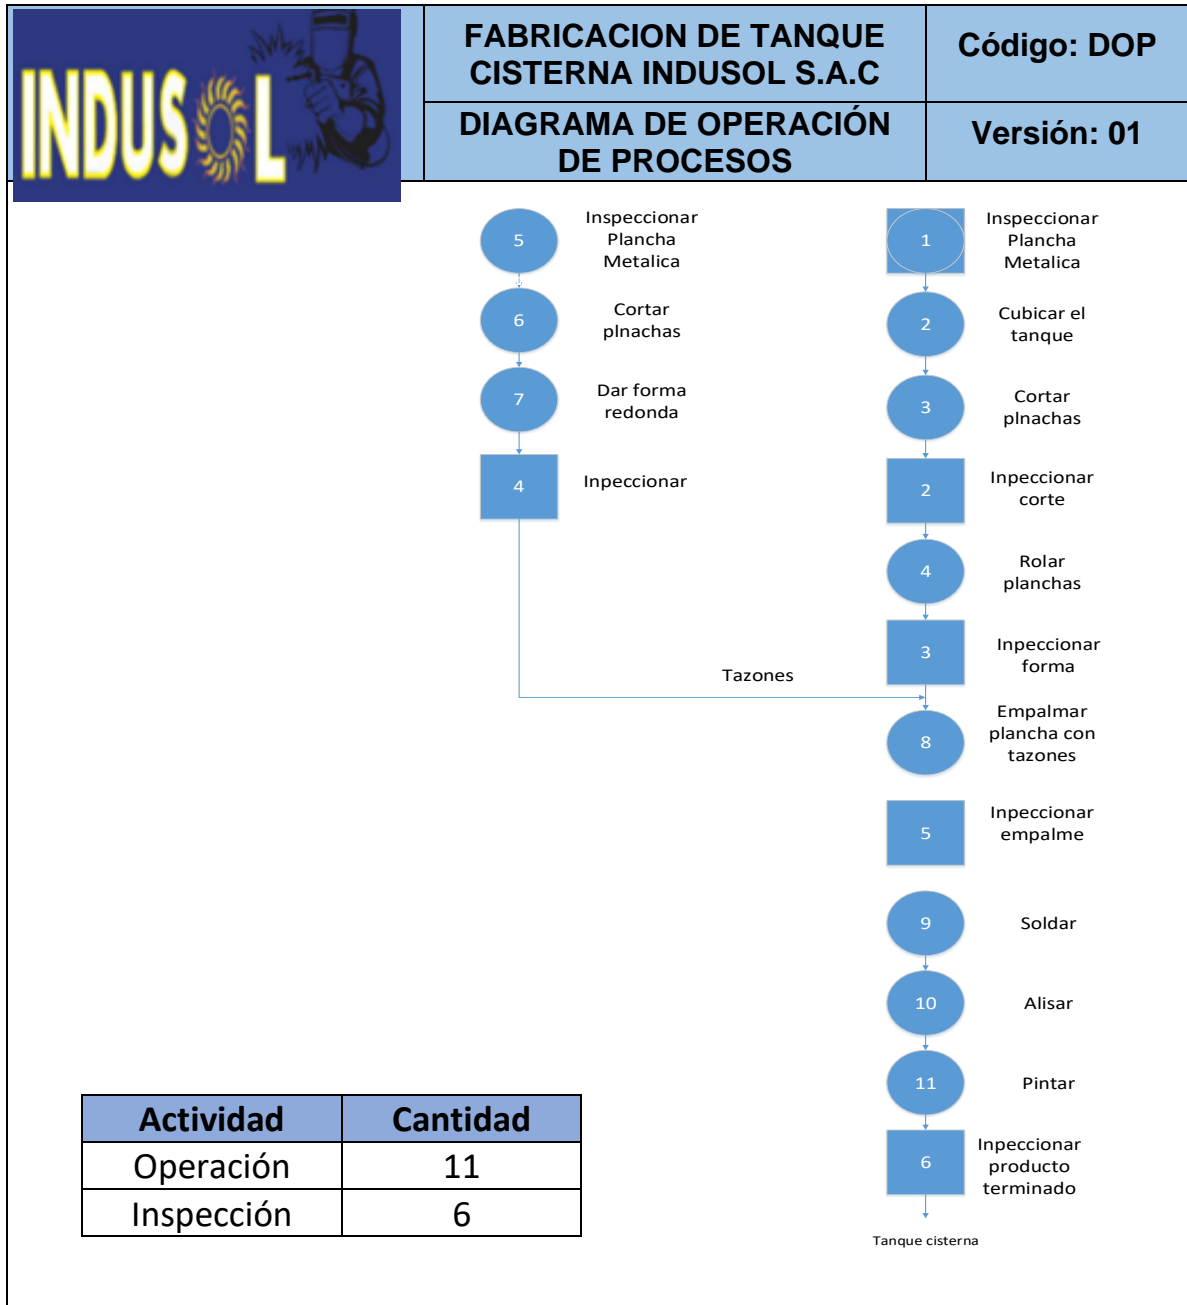 INDUSOL
FABRICACION DE TANQUE
CISTERNA INDUSOL S.A.C
Código: DOP
DIAGRAMA DE OPERACIÓN
DE PROCESOS
Versión: 01
5
Inspeccionar
Plancha
Metalica
6
Cortar
plnachas
7
Dar forma
redonda
4
Inpeccionar
Tazones
1
Inspeccionar
Plancha
Metalica
2
Cubicar el
tanque
3
Cortar
plnachas
2
Inpeccionar
corte
4
Rolar
planchas
3
Inpeccionar
forma
8
Empalmar
plancha con
tazones
5
Inpeccionar
empalme
9
Soldar
10
Alisar
11
Pintar
6
Inpeccionar
producto
terminado
Tanque cisterna
Actividad Cantidad
Operación 11
Inspección 6